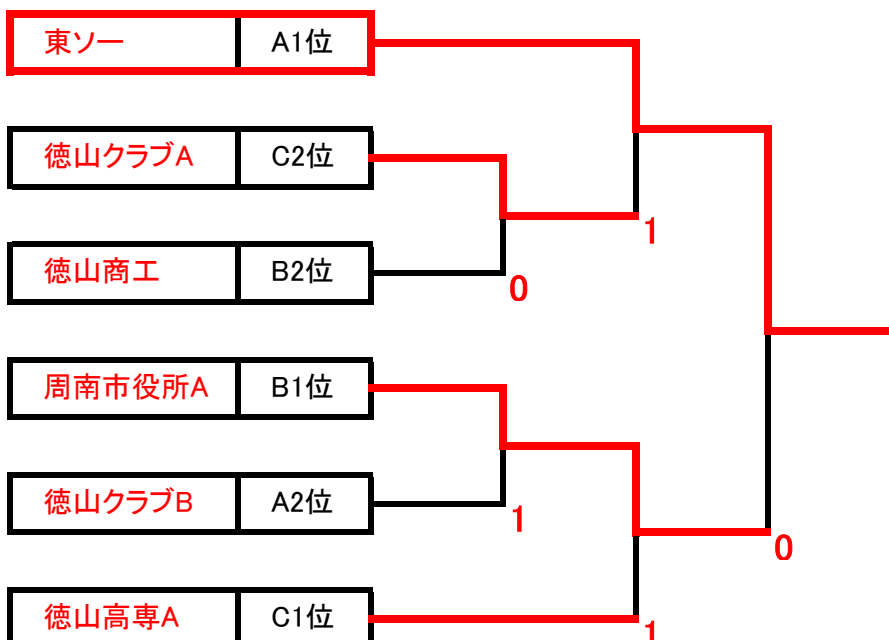 東ソー A1位
徳山クラブA C2位
1
徳山商工 B2位
0
周南市役所A B1位
徳山クラブB A2位
1
0
徳山高専A C1位
1